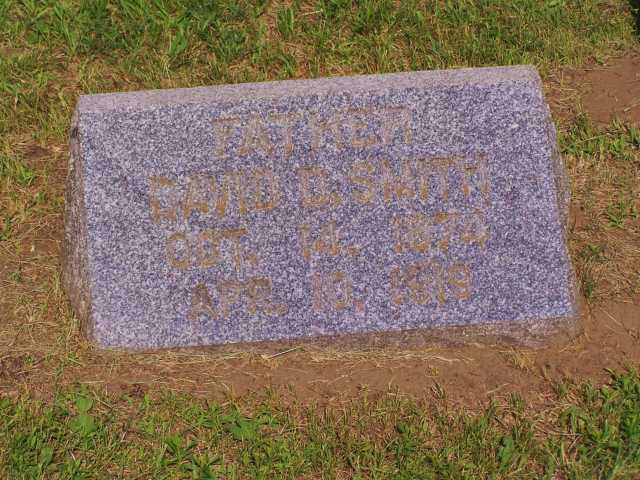 FATHER
DAVID D. SMITH
OCT. 14. 1874
APR. 10. 1919